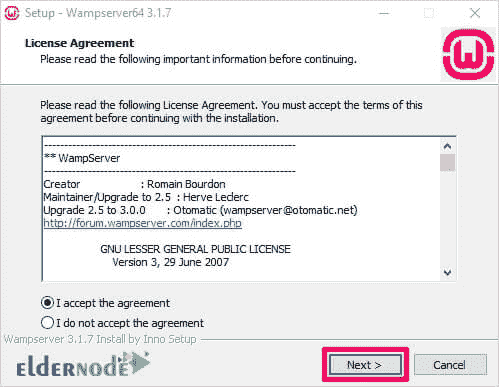 Setup - Wampserver64 3.1.7
License Agreement
Please read the following important information before continuing.
Please read the following License Agreement. You must accept the terms of this
agreement before continuing with the installation.
------------------------------------------------------------
** WampServer
------------------------------------------------------------
Creator : Romain Bourdon
Maintainer/Upgrade to 2.5 : Herve Leclerc
Upgrade 2.5 to 3.0.0 : Otomatic (wampserver@otomatic.net)
http://forum.wampserver.com/index.php
GNU LESSER GENERAL PUBLIC LICENSE
Version 3, 29 June 2007
I accept the agreement
I do not accept the agreement
Wampserver 3.1.7 Install by Inno Setup
eLDERNODE
Next >
Cancel